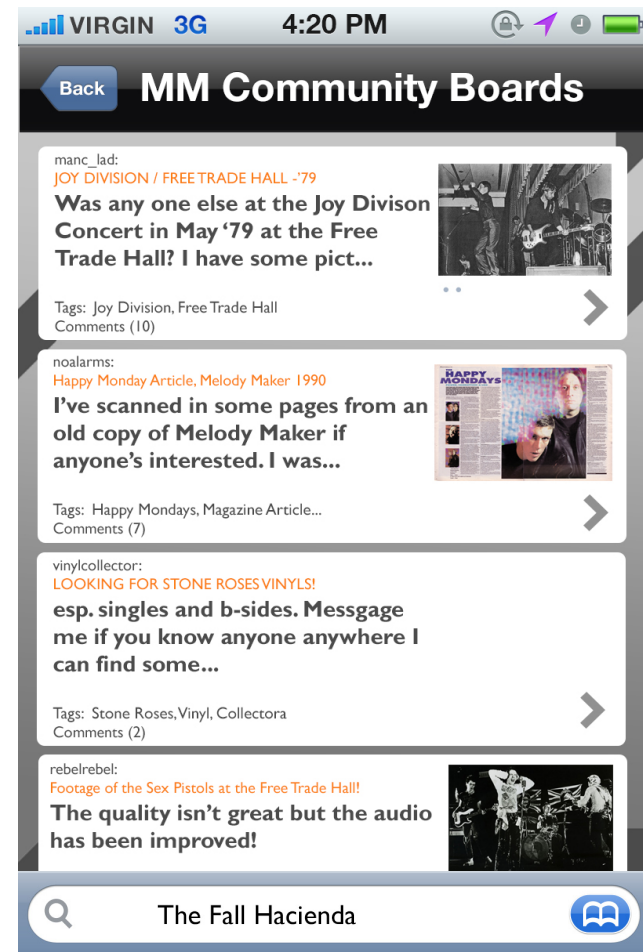 VIRGIN 3G 4:20 PM
Back MM Community Boards
manc_lad:
JOY DIVISION / FREE TRADE HALL -'79
Was any one else at the Joy Divison
Concert in May '79 at the Free
Trade Hall? I have some pict...
Tags: Joy Division, Free Trade Hall
Comments (10)
noalarms:
Happy Monday Article, Melody Maker 1990
I've scanned in some pages from an
old copy of Melody Maker if
anyone's interested. I was...
HAPPY
MONDAYS
Tags: Happy Mondays, Magazine Article...
Comments (7)
vinylcollector:
LOOKING FOR STONE ROSES VINYLS!
esp. singles and b-sides. Messgage
me if you know anyone anywhere I
can find some...
Tags: Stone Roses, Vinyl, Collectora
Comments (2)
rebelrebel:
Footage of the Sex Pistols at the Free Trade Hall!
The quality isn't great but the audio
has been improved!
The Fall Hacienda